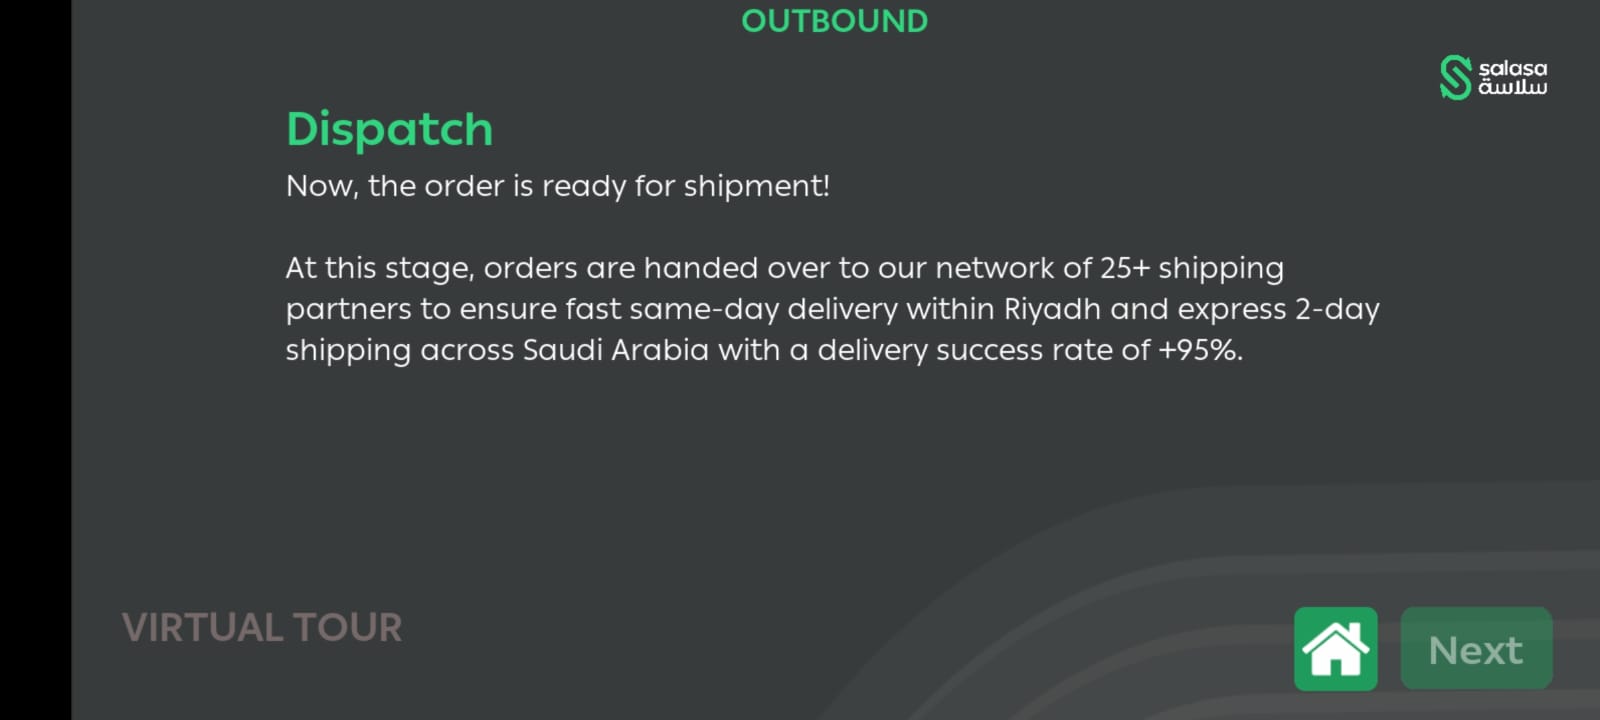 OUTBOUND
salasa
سلاسة
Dispatch
Now, the order is ready for shipment!
At this stage, orders are handed over to our network of 25+ shipping
partners to ensure fast same-day delivery within Riyadh and express 2-day
shipping across Saudi Arabia with a delivery success rate of +95%.
VIRTUAL TOUR
Next